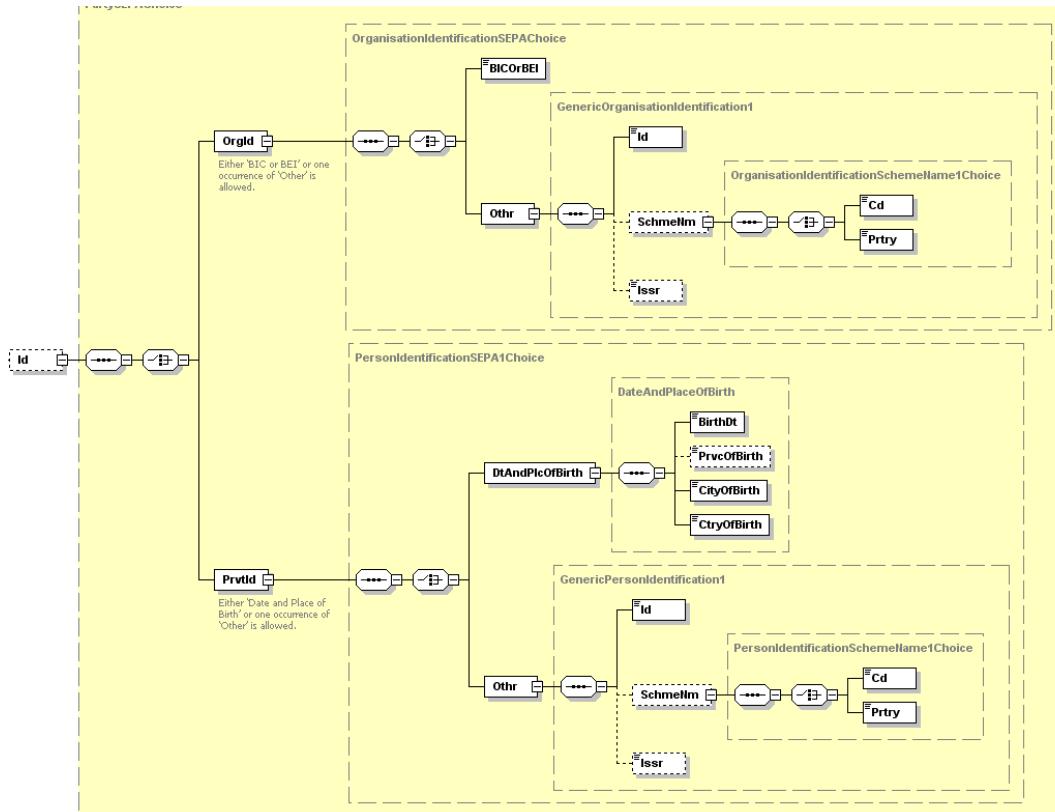 OrganisationIdentificationSEPAChoice
BICOrBEI
GenericOrganisationIdentification1
Id
OrgId
Either 'BIC or BEI' or one
occurrence of 'Other' is
allowed.
OrganisationIdentificationSchemeName1Choice
Cd
Othr
SchmeNm
Prtry
Issr
Id
PersonIdentificationSEPA1Choice
DateAndPlaceOfBirth
BirthDt
PrvcOfBirth
DtAndPlcOfBirth
CityOfBirth
CtryOfBirth
PrvtId
Either 'Date and Place of
Birth' or one occurrence of
'Other' is allowed.
GenericPersonIdentification1
Id
PersonIdentificationSchemeName1Choice
Cd
Othr
SchmeNm
Prtry
Issr